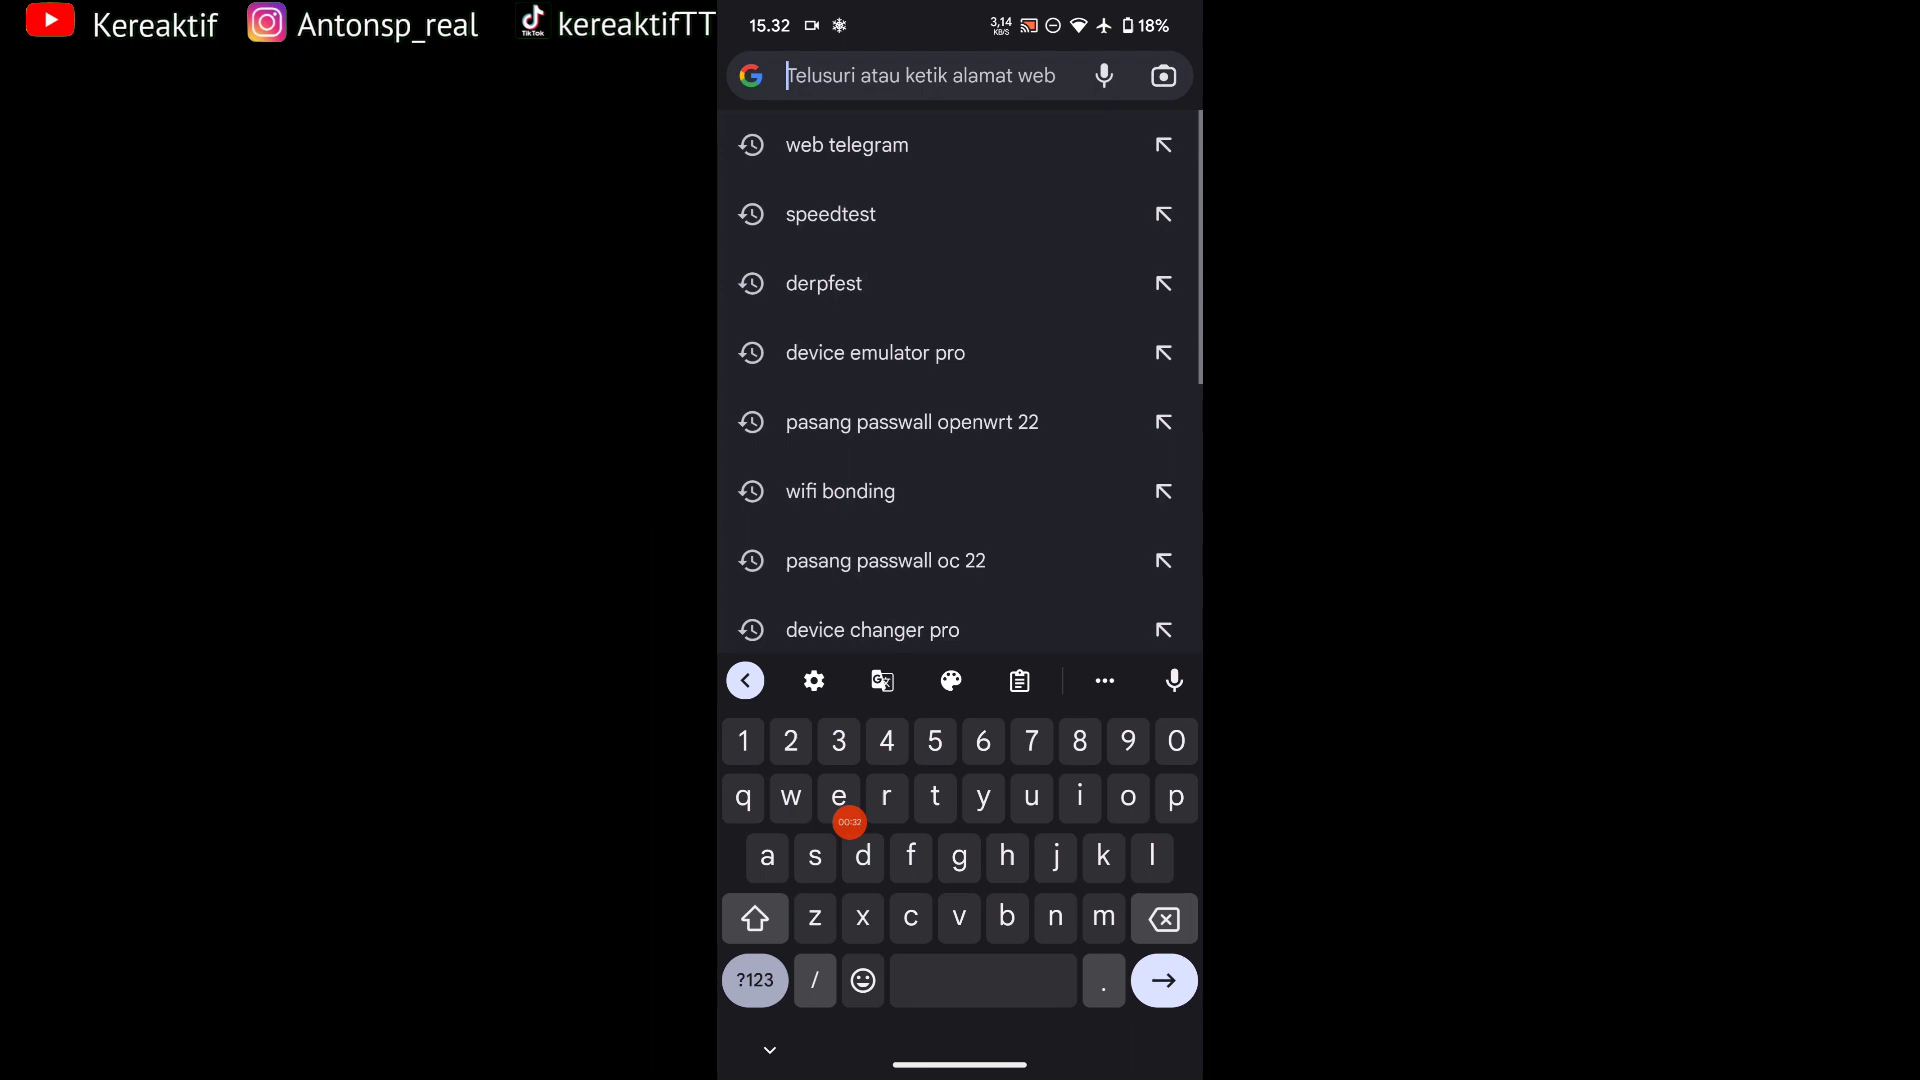 Kereaktif Antonsp_real TikTok kereaktifTT
15.32 3,14 KB/S 18%
Telusuri atau ketik alamat web
web telegram
speedtest
derpfest
device emulator pro
pasang passwall openwrt 22
wifi bonding
pasang passwall oc 22
device changer pro
1 2 3 4 5 6 7 8 9 0
q w e r t y u i o p
00:32
a s d f g h j k l
z x c v b n m
?123 / .